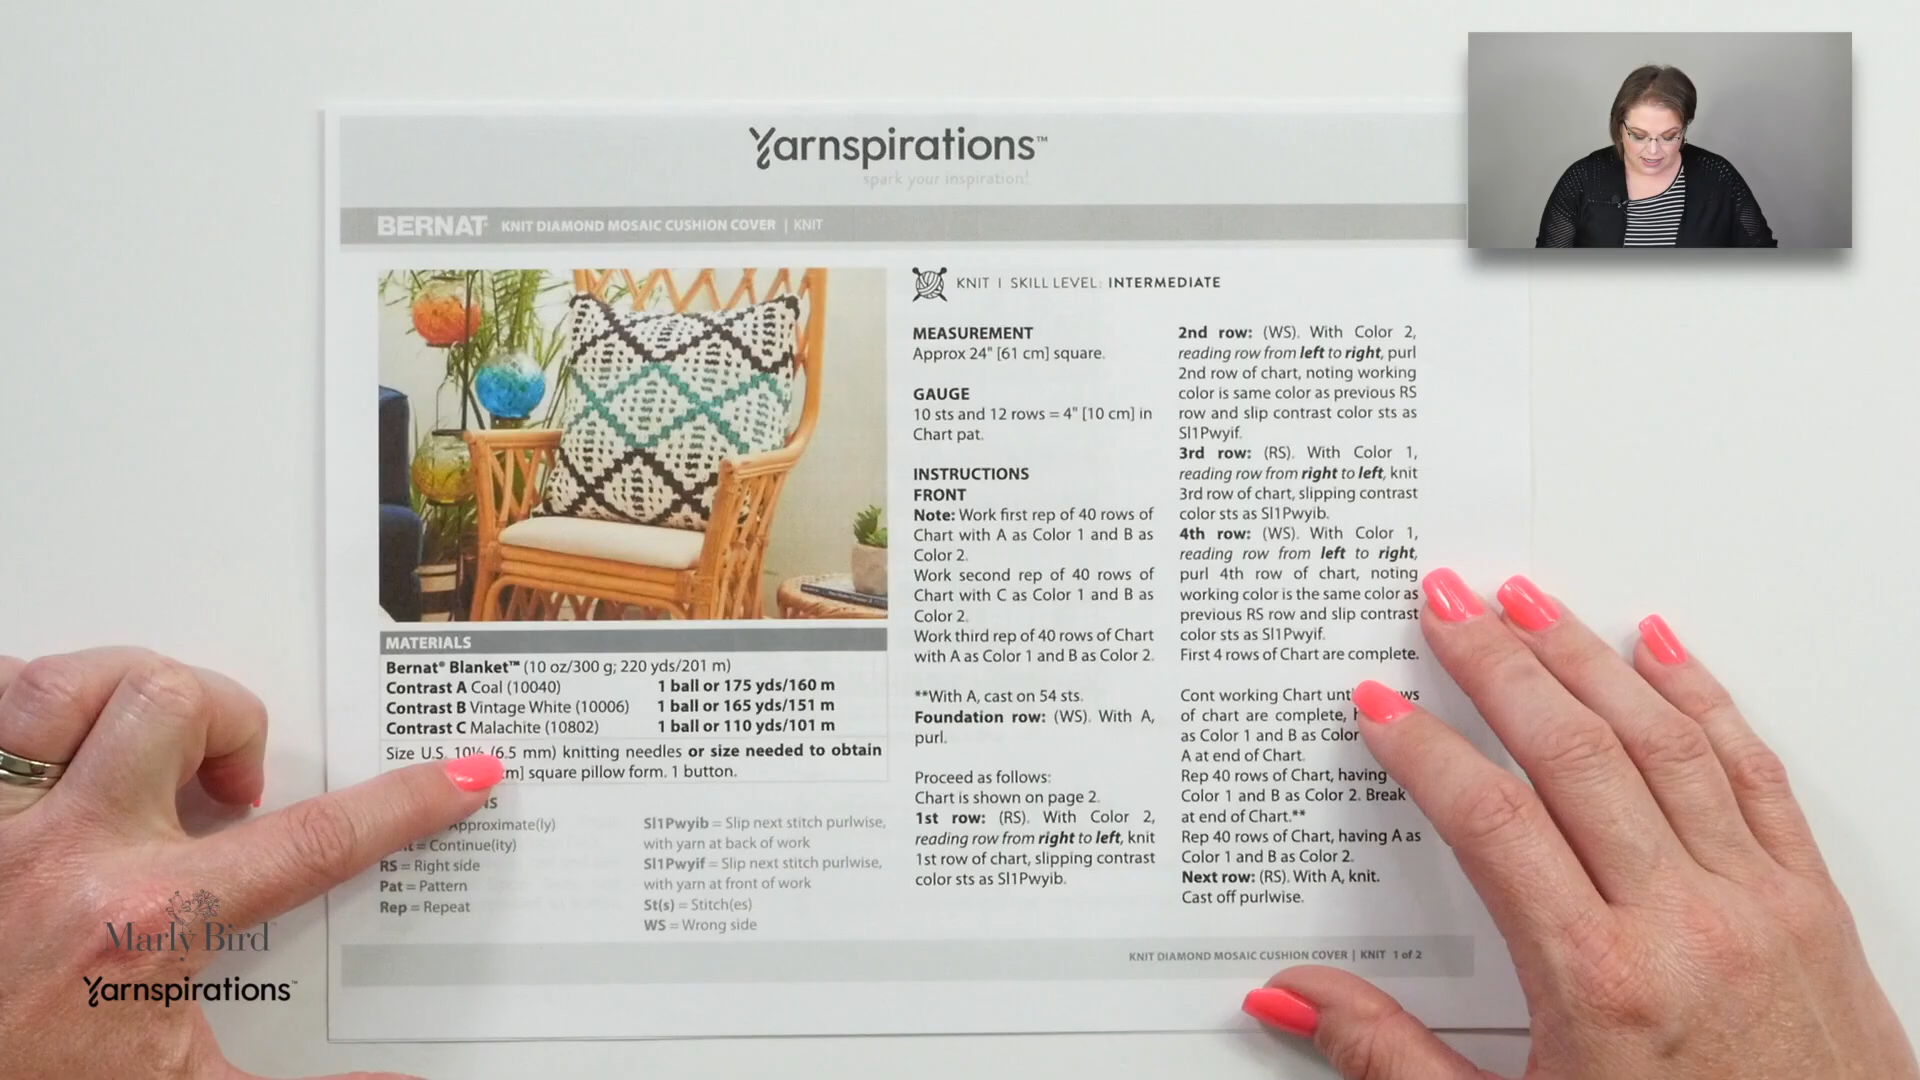 Yarnspirations™
spark your inspiration!
BERNAT® KNIT DIAMOND MOSAIC CUSHION COVER | KNIT
KNIT | SKILL LEVEL: INTERMEDIATE
MATERIALS
Bernat® Blanket™ (10 oz/300 g; 220 yds/201 m)
Contrast A Coal (10040) 1 ball or 175 yds/160 m
Contrast B Vintage White (10006) 1 ball or 165 yds/151 m
Contrast C Malachite (10802) 1 ball or 110 yds/101 m
Size U.S. 10½ (6.5 mm) knitting needles or size needed to obtain
cm] square pillow form. 1 button.
Approximate(ly)
= Continue(ity)
RS = Right side
Pat = Pattern
Rep = Repeat
Sl1Pwyib = Slip next stitch purlwise,
with yarn at back of work
Sl1Pwyif = Slip next stitch purlwise,
with yarn at front of work
St(s) = Stitch(es)
WS = Wrong side
MEASUREMENT
Approx 24" [61 cm] square.
GAUGE
10 sts and 12 rows = 4" [10 cm] in
Chart pat.
INSTRUCTIONS
FRONT
Note: Work first rep of 40 rows of
Chart with A as Color 1 and B as
Color 2.
Work second rep of 40 rows of
Chart with C as Color 1 and B as
Color 2.
Work third rep of 40 rows of Chart
with A as Color 1 and B as Color 2.
**With A, cast on 54 sts.
Foundation row: (WS). With A,
purl.
Proceed as follows:
Chart is shown on page 2.
1st row: (RS). With Color 2,
reading row from right to left, knit
1st row of chart, slipping contrast
color sts as Sl1Pwyib.
2nd row: (WS). With Color 2,
reading row from left to right, purl
2nd row of chart, noting working
color is same color as previous RS
row and slip contrast color sts as
Sl1Pwyif.
3rd row: (RS). With Color 1,
reading row from right to left, knit
3rd row of chart, slipping contrast
color sts as Sl1Pwyib.
4th row: (WS). With Color 1,
reading row from left to right,
purl 4th row of chart, noting
working color is the same color as
previous RS row and slip contrast
color sts as Sl1Pwyif.
First 4 rows of Chart are complete.
Cont working Chart
of chart are complete,
as Color 1 and B as Color
A at end of Chart.
Rep 40 rows of Chart, having
Color 1 and B as Color 2. Break
at end of Chart.**
Rep 40 rows of Chart, having A as
Color 1 and B as Color 2.
Next row: (RS). With A, knit.
Cast off purlwise.
KNIT DIAMOND MOSAIC CUSHION COVER | KNIT 1 of 2
Marly Bird
Yarnspirations™